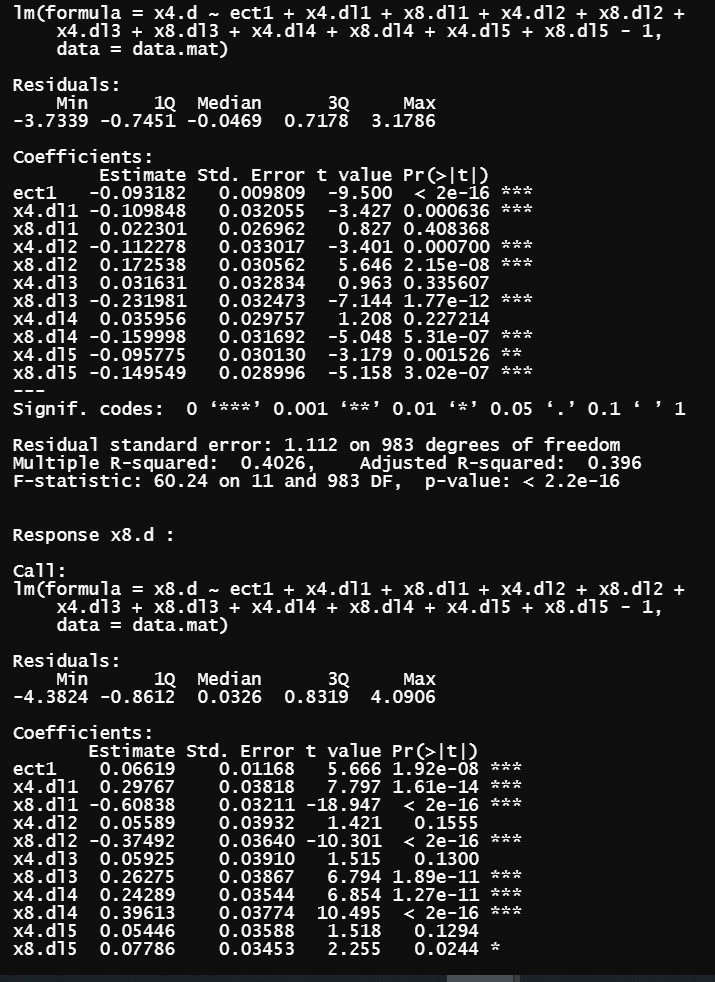 lm(formula = x4.d ~ ect1 + x4.dl1 + x8.dl1 + x4.dl2 + x8.dl2 +
    x4.dl3 + x8.dl3 + x4.dl4 + x8.dl4 + x4.dl5 + x8.dl5 - 1,
    data = data.mat)

Residuals:
    Min      1Q  Median      3Q     Max
-3.7339 -0.7451 -0.0469  0.7178  3.1786

Coefficients:
        Estimate Std. Error t value Pr(>|t|)
ect1   -0.093182   0.009809  -9.500  < 2e-16 ***
x4.dl1 -0.109848   0.032055  -3.427 0.000636 ***
x8.dl1  0.022301   0.026962   0.827 0.408368
x4.dl2 -0.112278   0.033017  -3.401 0.000700 ***
x8.dl2  0.172538   0.030562   5.646 2.15e-08 ***
x4.dl3  0.031631   0.032834   0.963 0.335607
x8.dl3 -0.231981   0.032473  -7.144 1.77e-12 ***
x4.dl4  0.035956   0.029757   1.208 0.227214
x8.dl4 -0.159998   0.031692  -5.048 5.31e-07 ***
x4.dl5 -0.095775   0.030130  -3.179 0.001526 **
x8.dl5 -0.149549   0.028996  -5.158 3.02e-07 ***
---
Signif. codes:  0 ‘***’ 0.001 ‘**’ 0.01 ‘*’ 0.05 ‘.’ 0.1 ‘ ’ 1

Residual standard error: 1.112 on 983 degrees of freedom
Multiple R-squared:  0.4026,    Adjusted R-squared:  0.396
F-statistic: 60.24 on 11 and 983 DF,  p-value: < 2.2e-16


Response x8.d :

Call:
lm(formula = x8.d ~ ect1 + x4.dl1 + x8.dl1 + x4.dl2 + x8.dl2 +
    x4.dl3 + x8.dl3 + x4.dl4 + x8.dl4 + x4.dl5 + x8.dl5 - 1,
    data = data.mat)

Residuals:
    Min      1Q  Median      3Q     Max
-4.3824 -0.8612  0.0326  0.8319  4.0906

Coefficients:
       Estimate Std. Error t value Pr(>|t|)
ect1    0.06619    0.01168   5.666 1.92e-08 ***
x4.dl1  0.29767    0.03818   7.797 1.61e-14 ***
x8.dl1 -0.60838    0.03211 -18.947  < 2e-16 ***
x4.dl2  0.05589    0.03932   1.421   0.1555
x8.dl2 -0.37492    0.03640 -10.301  < 2e-16 ***
x4.dl3  0.05925    0.03910   1.515   0.1300
x8.dl3  0.26275    0.03867   6.794 1.89e-11 ***
x4.dl4  0.24289    0.03544   6.854 1.27e-11 ***
x8.dl4  0.39613    0.03774  10.495  < 2e-16 ***
x4.dl5  0.05446    0.03588   1.518   0.1294
x8.dl5  0.07786    0.03453   2.255   0.0244 *